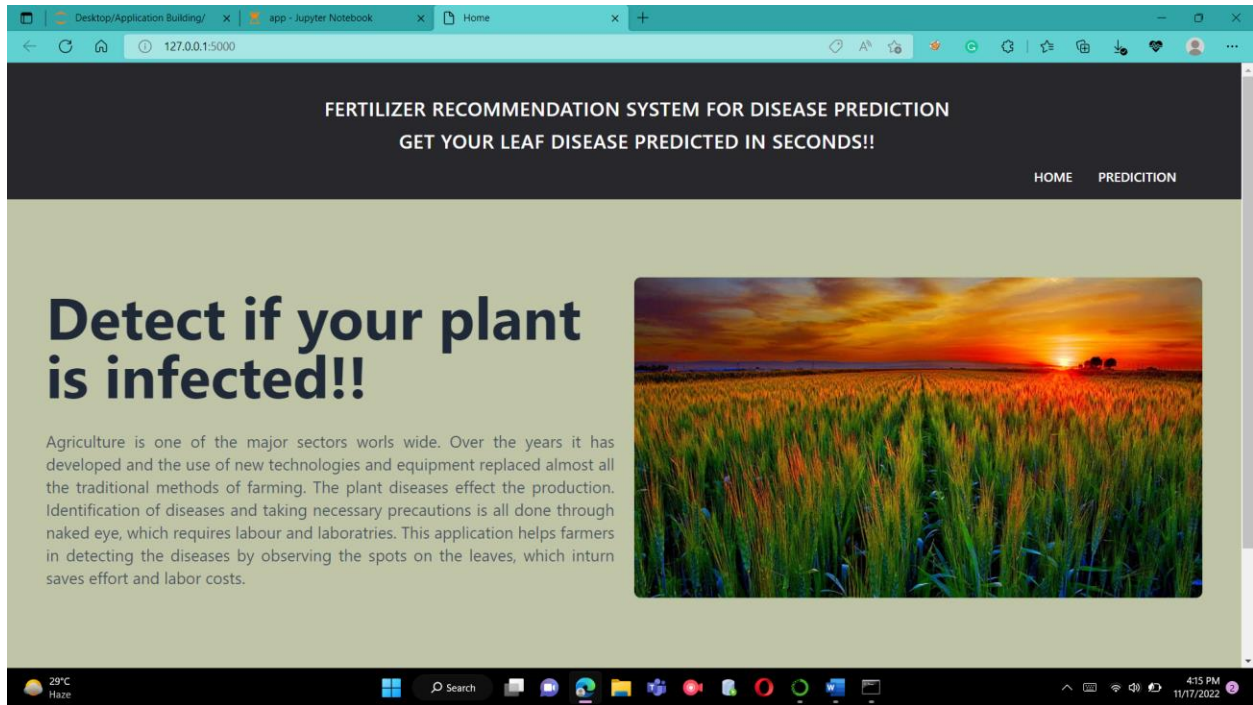 Desktop/Application Building/
app - Jupyter Notebook
Home
127.0.0.1:5000
FERTILIZER RECOMMENDATION SYSTEM FOR DISEASE PREDICTION
GET YOUR LEAF DISEASE PREDICTED IN SECONDS!!
HOME PREDICITION
Detect if your plant
is infected!!
Agriculture is one of the major sectors worls wide. Over the years it has
developed and the use of new technologies and equipment replaced almost all
the traditional methods of farming. The plant diseases effect the production.
Identification of diseases and taking necessary precautions is all done through
naked eye, which requires labour and laboratries. This application helps farmers
in detecting the diseases by observing the spots on the leaves, which inturn
saves effort and labor costs.
29°C
Haze
Search
4:15 PM
11/17/2022
2